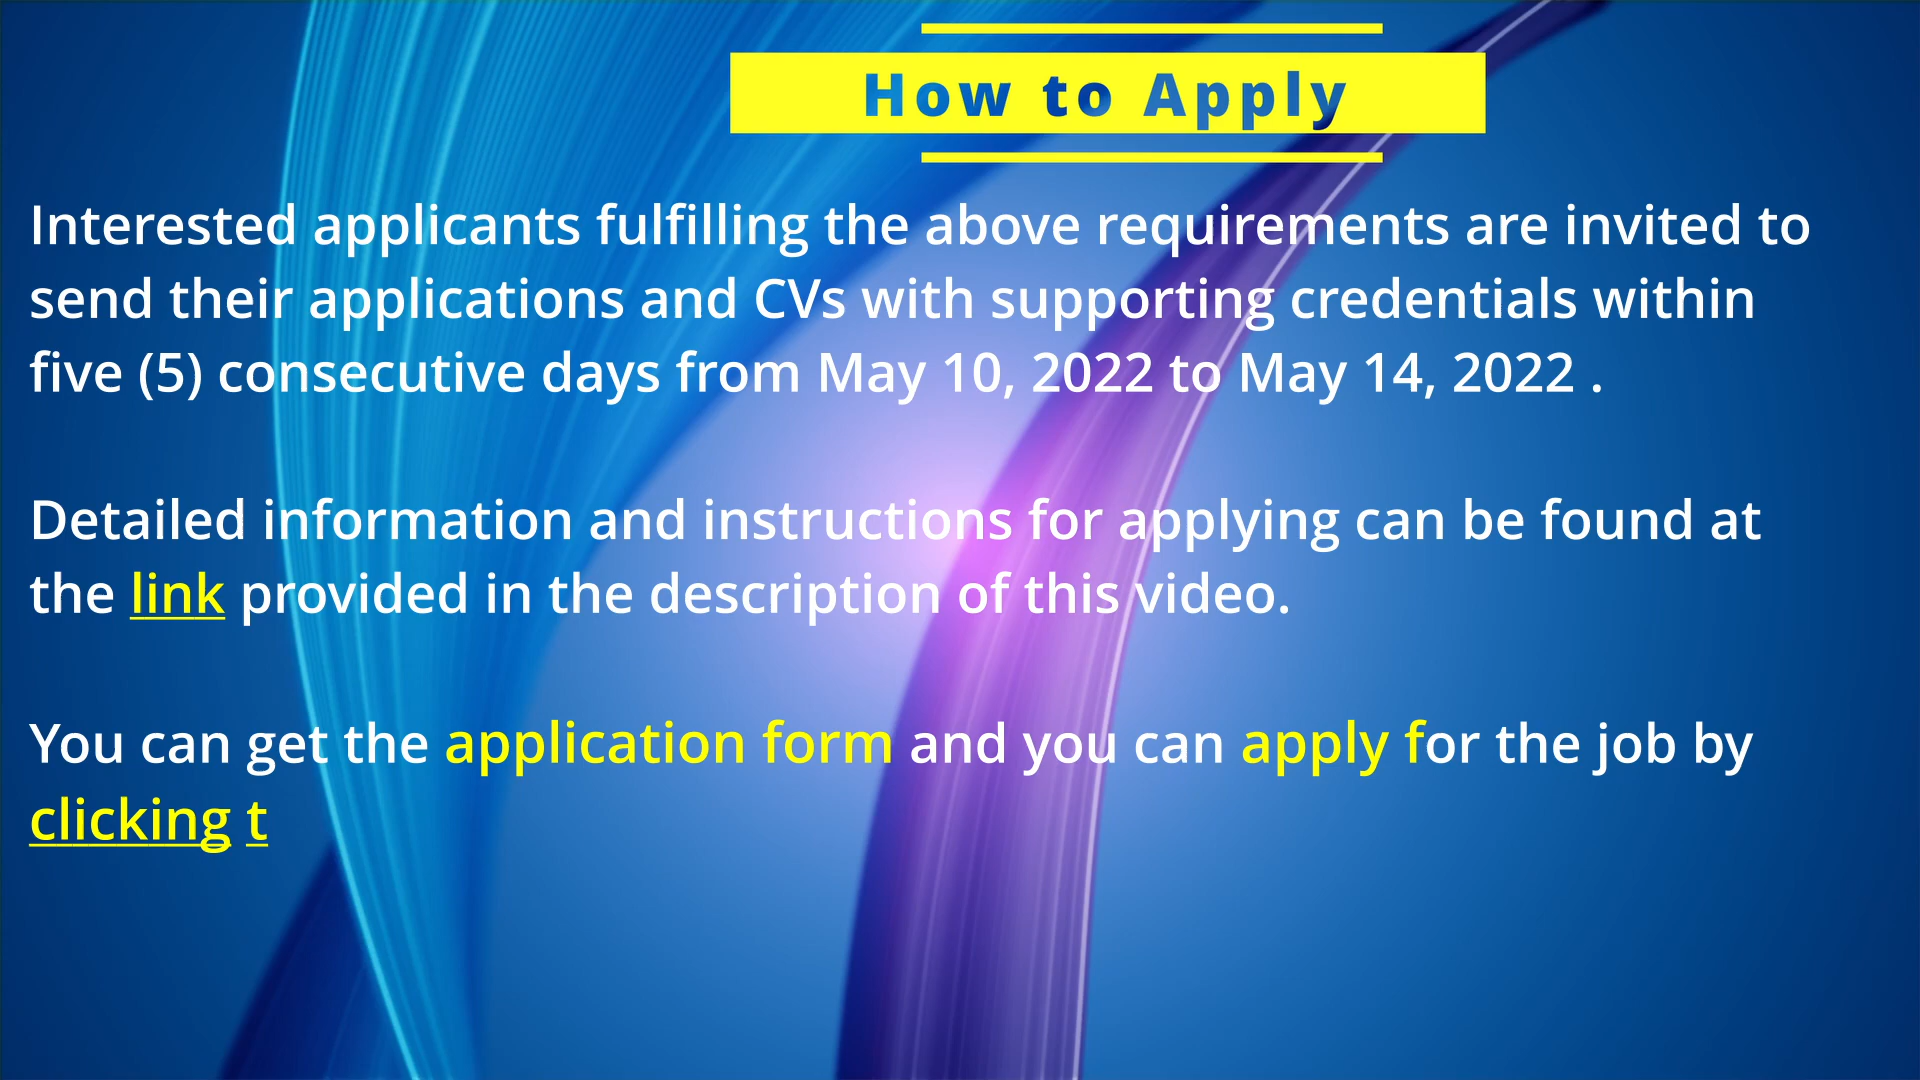 How to Apply
Interested applicants fulfilling the above requirements are invited to
send their applications and CVs with supporting credentials within
five (5) consecutive days from May 10, 2022 to May 14, 2022 .
Detailed information and instructions for applying can be found at
the link provided in the description of this video.
You can get the application form and you can apply for the job by
clicking t